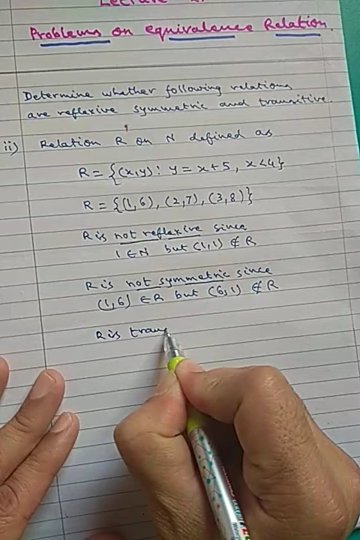 Problems on equivalence Relation.
Determine whether following relations
are reflexive symmetric and transitive.
ii) Relation R on N defined as
R = {(x,y): y = x+5, x<4}
R = {(1,6), (2,7), (3,8)}
R is not reflexive since
1 ∈ N but (1,1) ∉ R
R is not symmetric since
(1,6) ∈ R but (6,1) ∉ R
R is trans